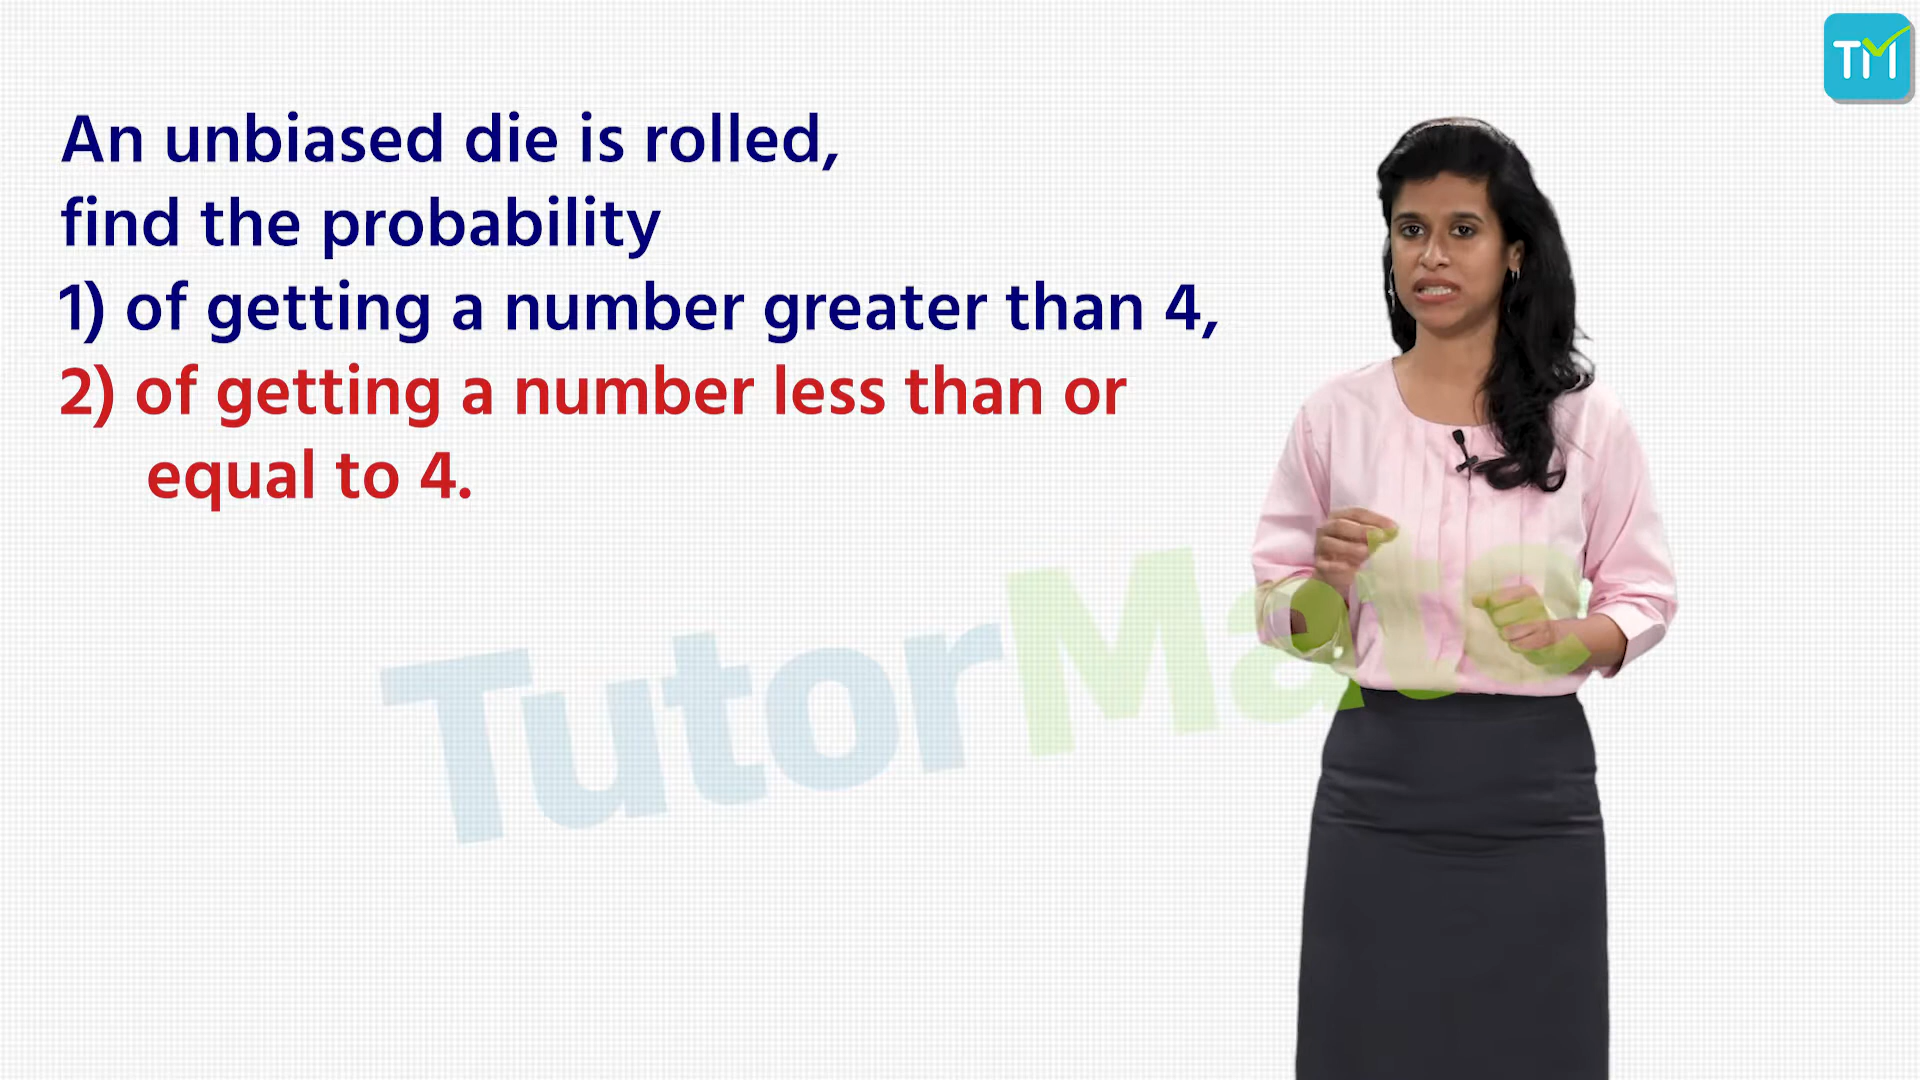 TM
An unbiased die is rolled,
find the probability
1) of getting a number greater than 4,
2) of getting a number less than or
equal to 4.
TutorMate